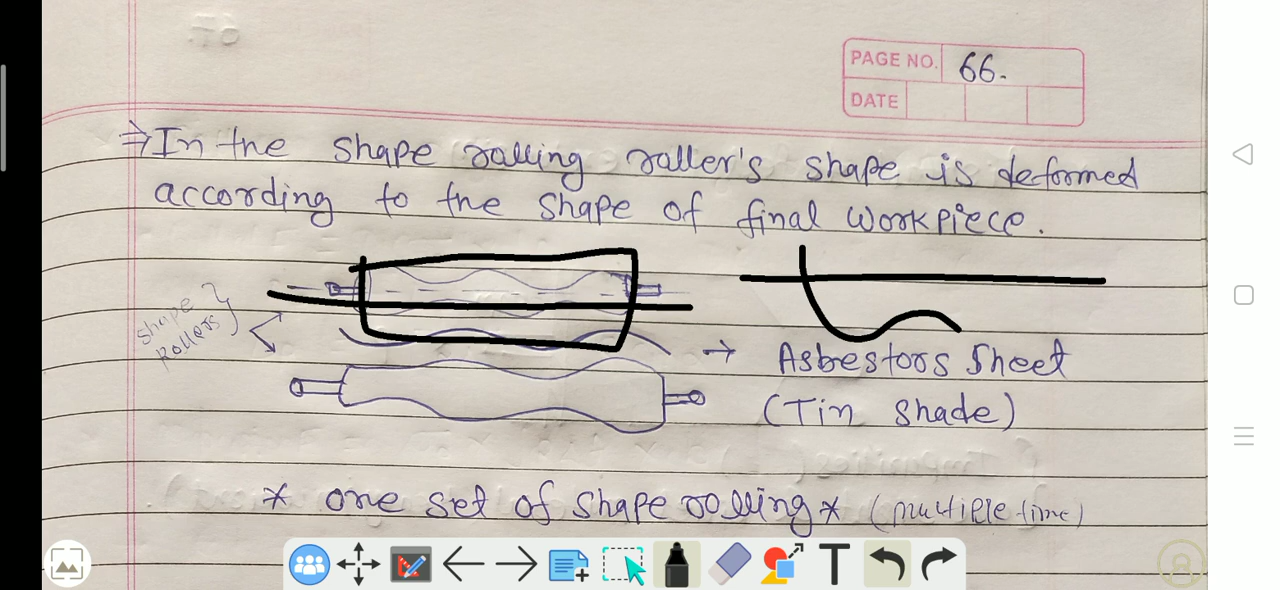 PAGE NO. 66.
DATE
⇒ In the shape rolling roller's shape is deformed
according to the shape of final workpiece.
Shape
Rollers
→ Asbestors Sheet
(Tin shade)
* one set of shape rolling * (multiple time)
T